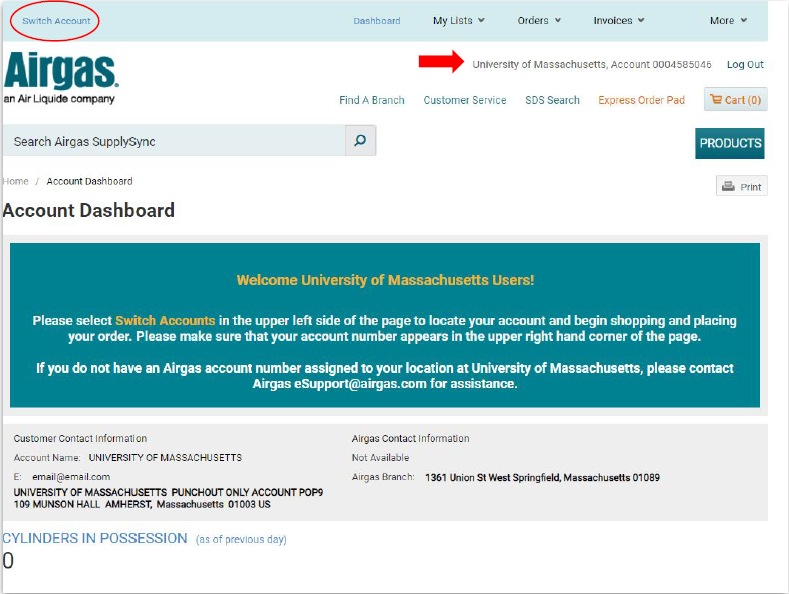 Switch Account Dashboard My Lists Orders Invoices More
Airgas.
an Air Liquide company
University of Massachusetts, Account 0004585046 Log Out
Find A Branch Customer Service SDS Search Express Order Pad Cart (0)
Search Airgas SupplySync
PRODUCTS
Home / Account Dashboard
Print
Account Dashboard
Welcome University of Massachusetts Users!
Please select Switch Accounts in the upper left side of the page to locate your account and begin shopping and placing
your order. Please make sure that your account number appears in the upper right hand corner of the page.
If you do not have an Airgas account number assigned to your location at University of Massachusetts, please contact
Airgas eSupport@airgas.com for assistance.
Customer Contact Information
Account Name: UNIVERSITY OF MASSACHUSETTS
E: email@email.com
UNIVERSITY OF MASSACHUSETTS PUNCHOUT ONLY ACCOUNT POP9
109 MUNSON HALL AMHERST, Massachusetts 01003 US
Airgas Contact Information
Not Available
Airgas Branch: 1361 Union St West Springfield, Massachusetts 01089
CYLINDERS IN POSSESSION (as of previous day)
0